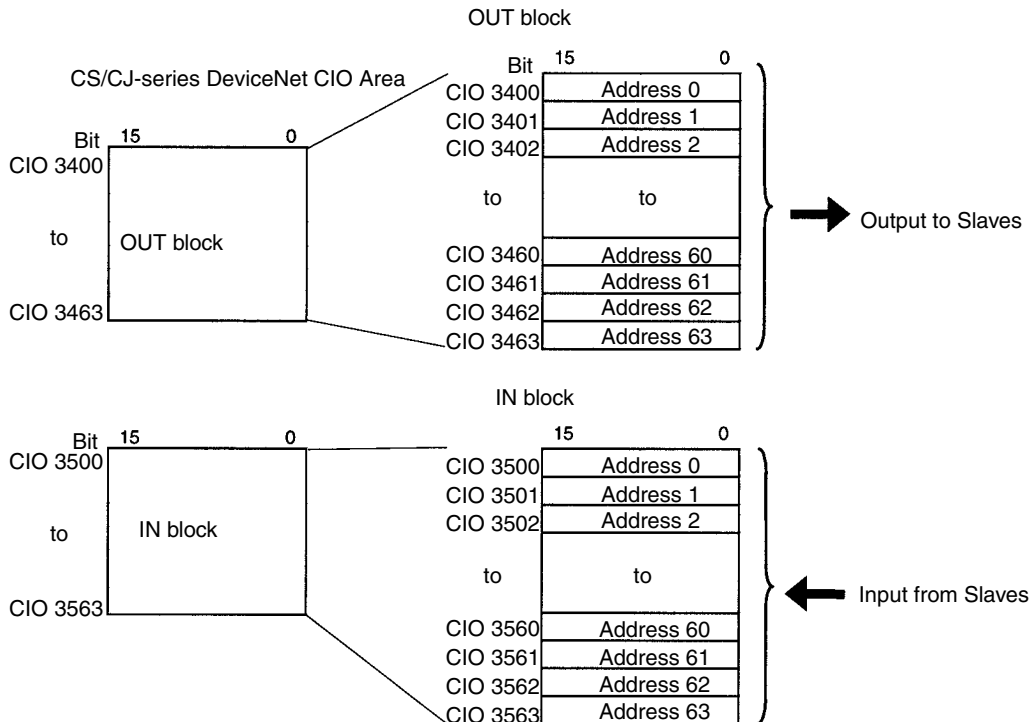 OUT block
CS/CJ-series DeviceNet CIO Area
Bit 15 0
CIO 3400
to
CIO 3463
OUT block
Bit 15 0
CIO 3400 Address 0
CIO 3401 Address 1
CIO 3402 Address 2
to to
CIO 3460 Address 60
CIO 3461 Address 61
CIO 3462 Address 62
CIO 3463 Address 63
Output to Slaves
IN block
Bit 15 0
CIO 3500
to
CIO 3563
IN block
15 0
CIO 3500 Address 0
CIO 3501 Address 1
CIO 3502 Address 2
to to
CIO 3560 Address 60
CIO 3561 Address 61
CIO 3562 Address 62
CIO 3563 Address 63
Input from Slaves